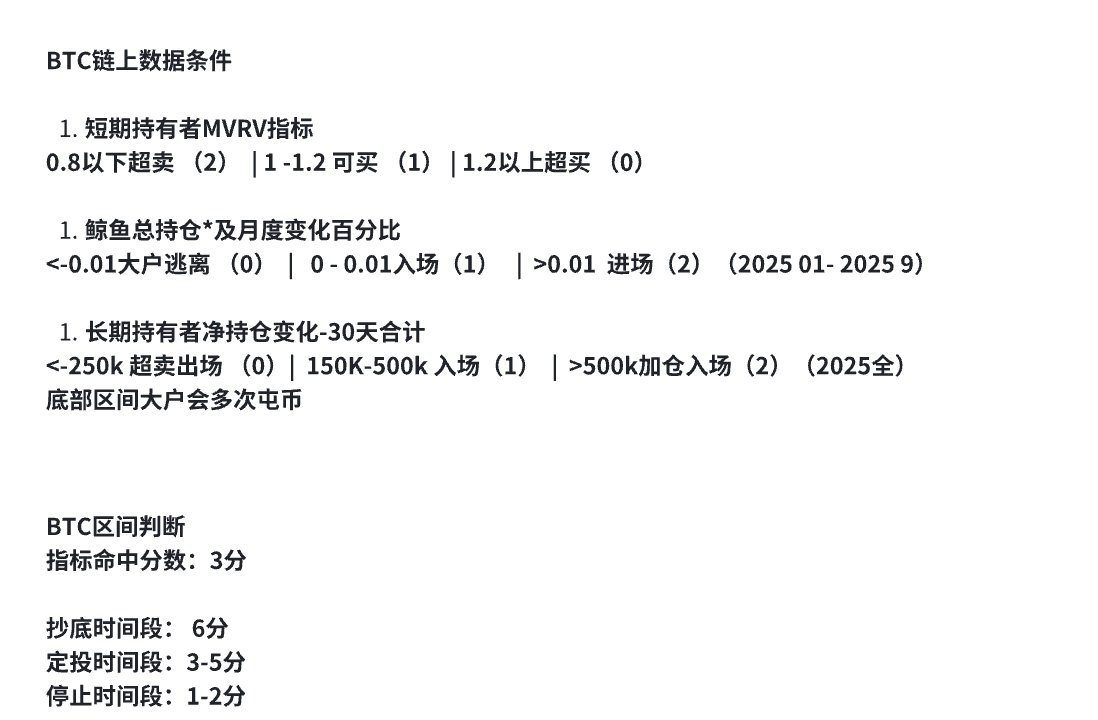 BTC链上数据条件
1. 短期持有者MVRV指标
0.8以下超卖 （2） | 1 -1.2 可买 （1） | 1.2以上超买 （0）
1. 鲸鱼总持仓*及月度变化百分比
<-0.01大户逃离 （0） | 0 - 0.01入场（1） | >0.01 进场（2）（2025 01- 2025 9）
1. 长期持有者净持仓变化-30天合计
<-250k 超卖出场 （0）| 150K-500k 入场（1） | >500k加仓入场（2）（2025全）
底部区间大户会多次屯币
BTC区间判断
指标命中分数：3分
抄底时间段： 6分
定投时间段：3-5分
停止时间段：1-2分